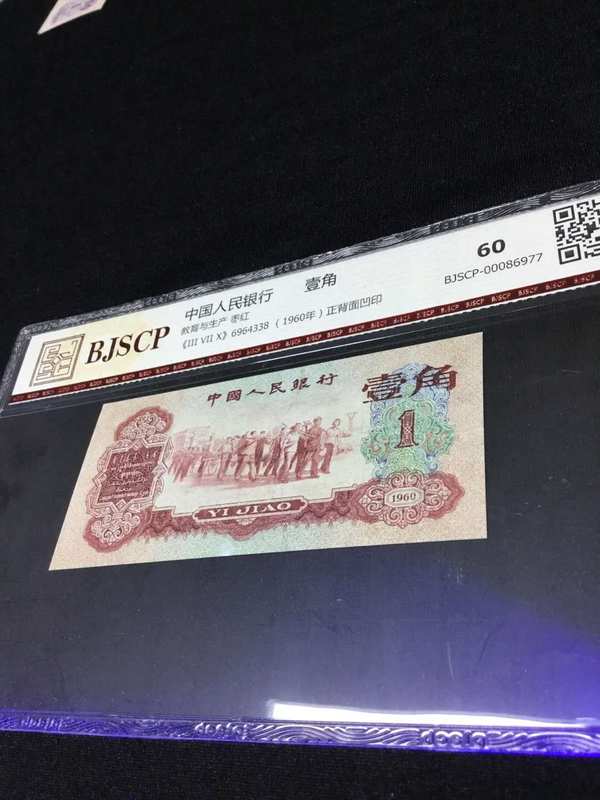 BJSCP
中国人民银行 壹角
教育与生产 枣红
《III VII X》6964338 （1960年）正背面凹印
60
BJSCP-00086977
中國人民銀行
壹角
1
YI JIAO
1960